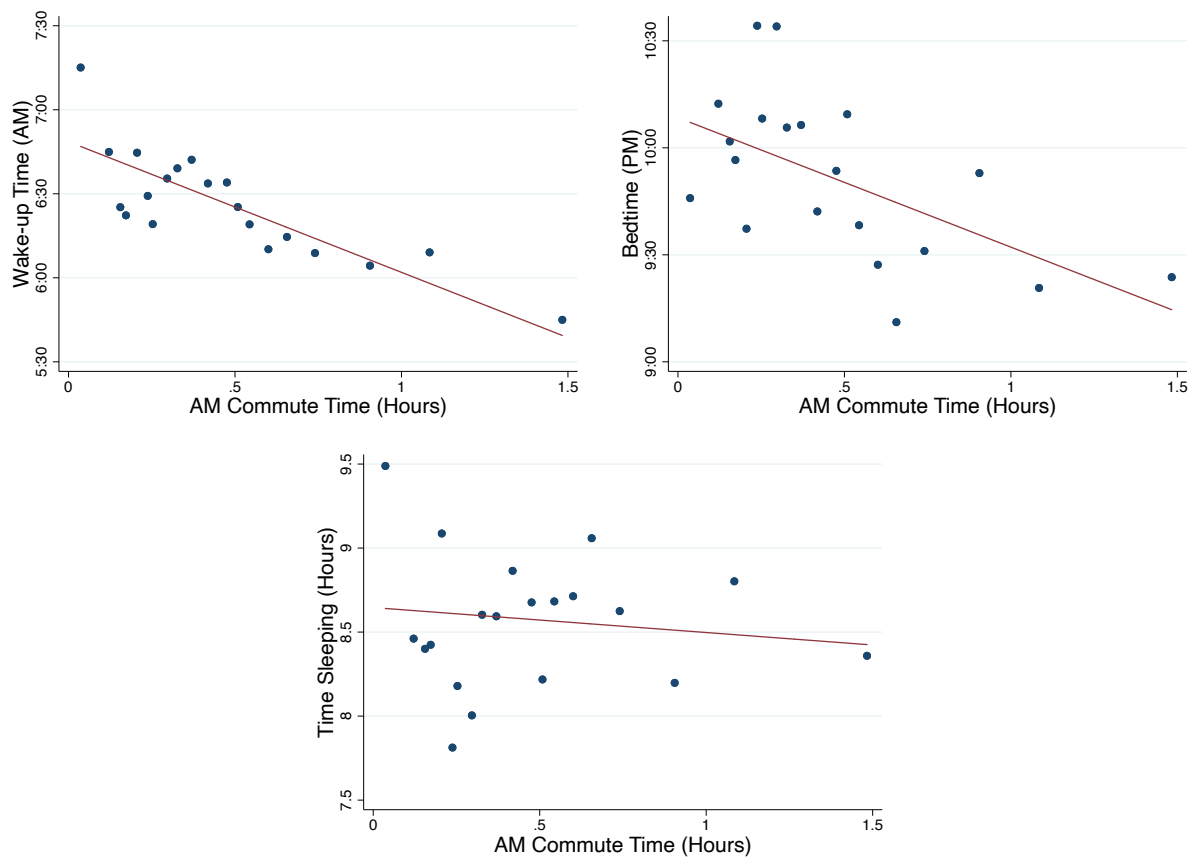 Wake-up Time (AM)
7:30
7:00
6:30
6:00
5:30
0 .5 1 1.5
AM Commute Time (Hours)
Bedtime (PM)
10:30
10:00
9:30
9:00
0 .5 1 1.5
AM Commute Time (Hours)
Time Sleeping (Hours)
9.5
9
8.5
8
7.5
0 .5 1 1.5
AM Commute Time (Hours)